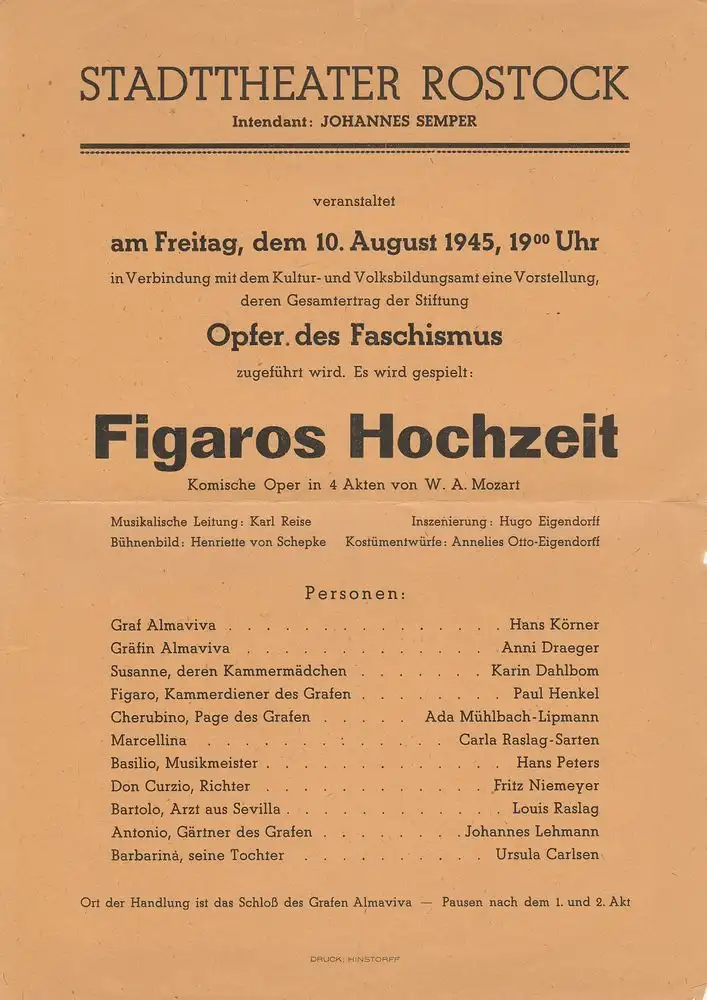 STADTTHEATER ROSTOCK
Intendant: JOHANNES SEMPER
veranstaltet
am Freitag, dem 10. August 1945, 19⁰⁰ Uhr
in Verbindung mit dem Kultur- und Volksbildungsamt eine Vorstellung,
deren Gesamtertrag der Stiftung
Opfer des Faschismus
zugeführt wird. Es wird gespielt:
Figaros Hochzeit
Komische Oper in 4 Akten von W. A. Mozart
Musikalische Leitung: Karl Reise Inszenierung: Hugo Eigendorff
Bühnenbild: Henriette von Schepke Kostümentwürfe: Annelies Otto-Eigendorff
Personen:
Graf Almaviva . . . . . . . . . . . . Hans Körner
Gräfin Almaviva . . . . . . . . . . . Anni Draeger
Susanne, deren Kammermädchen . . . . . . . Karin Dahlbom
Figaro, Kammerdiener des Grafen . . . . . . . Paul Henkel
Cherubino, Page des Grafen . . . . . Ada Mühlbach-Lipmann
Marcellina . . . . . . . . . . . Carla Raslag-Sarten
Basilio, Musikmeister . . . . . . . . . . . Hans Peters
Don Curzio, Richter . . . . . . . . . . . Fritz Niemeyer
Bartolo, Arzt aus Sevilla . . . . . . . . . . Louis Raslag
Antonio, Gärtner des Grafen . . . . . . . . Johannes Lehmann
Barbarina, seine Tochter . . . . . . . . . . Ursula Carlsen
Ort der Handlung ist das Schloß des Grafen Almaviva — Pausen nach dem 1. und 2. Akt
DRUCK: HINSTORFF